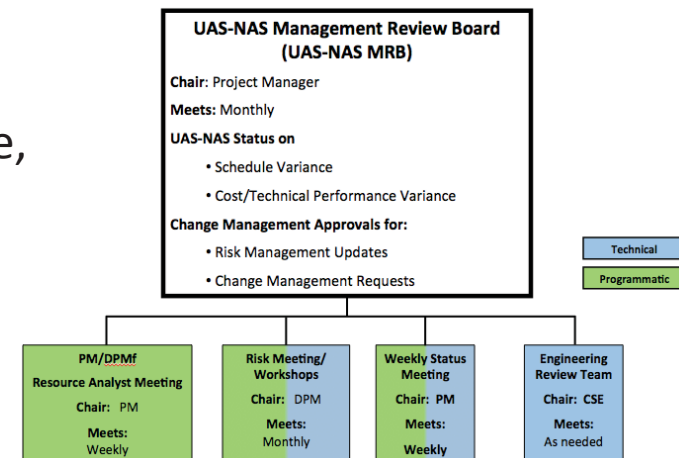 UAS-NAS Management Review Board
(UAS-NAS MRB)
Chair: Project Manager
Meets: Monthly
UAS-NAS Status on
• Schedule Variance
• Cost/Technical Performance Variance
Change Management Approvals for:
• Risk Management Updates
• Change Management Requests
e,
Technical
Programmatic
PM/DPMf
Resource Analyst Meeting
Chair: PM
Meets:
Weekly
Risk Meeting/
Workshops
Chair: DPM
Meets:
Monthly
Weekly Status
Meeting
Chair: PM
Meets:
Weekly
Engineering
Review Team
Chair: CSE
Meets:
As needed